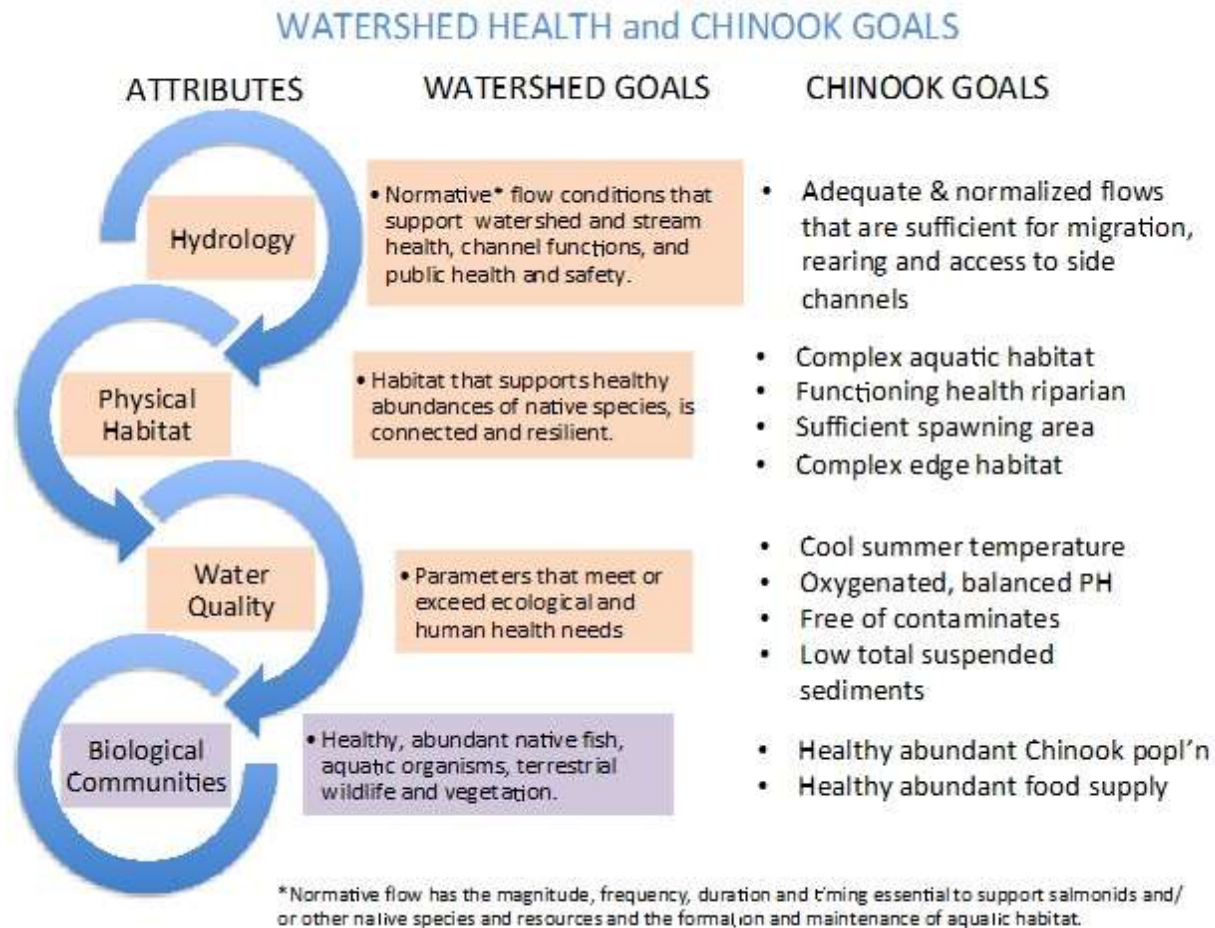 WATERSHED HEALTH and CHINOOK GOALS
ATTRIBUTES
WATERSHED GOALS
CHINOOK GOALS
Hydrology
• Normative* flow conditions that
support watershed and stream
health, channel functions, and
public health and safety.
• Adequate & normalized flows
that are sufficient for migration,
rearing and access to side
channels
Physical
Habitat
• Habitat that supports healthy
abundances of native species, is
connected and resilient.
• Complex aquatic habitat
• Functioning health riparian
• Sufficient spawning area
• Complex edge habitat
Water
Quality
• Parameters that meet or
exceed ecological and
human health needs
• Cool summer temperature
• Oxygenated, balanced PH
• Free of contaminates
• Low total suspended
sediments
Biological
Communities
• Healthy, abundant native fish,
aquatic organisms, terrestrial
wildlife and vegetation.
• Healthy abundant Chinook popl'n
• Healthy abundant food supply
*Normative flow has the magnitude, frequency, duration and timing essential to support salmonids and/
or other native species and resources and the formation and maintenance of aquatic habitat.